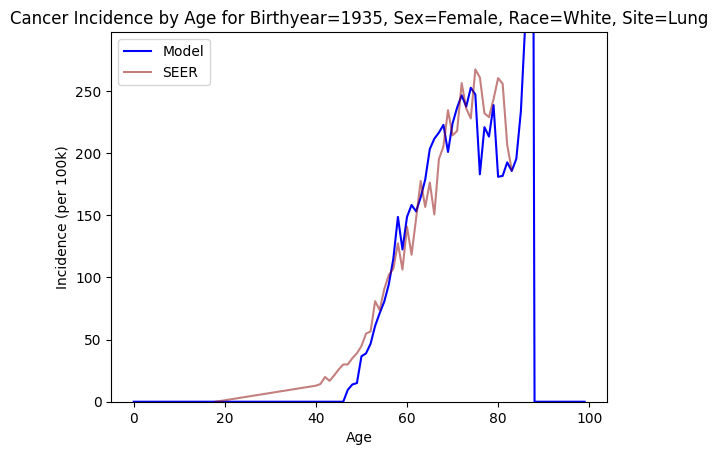 Cancer Incidence by Age for Birthyear=1935, Sex=Female, Race=White, Site=Lung
Model
SEER
250
200
150
100
50
0
Incidence (per 100k)
0 20 40 60 80 100
Age